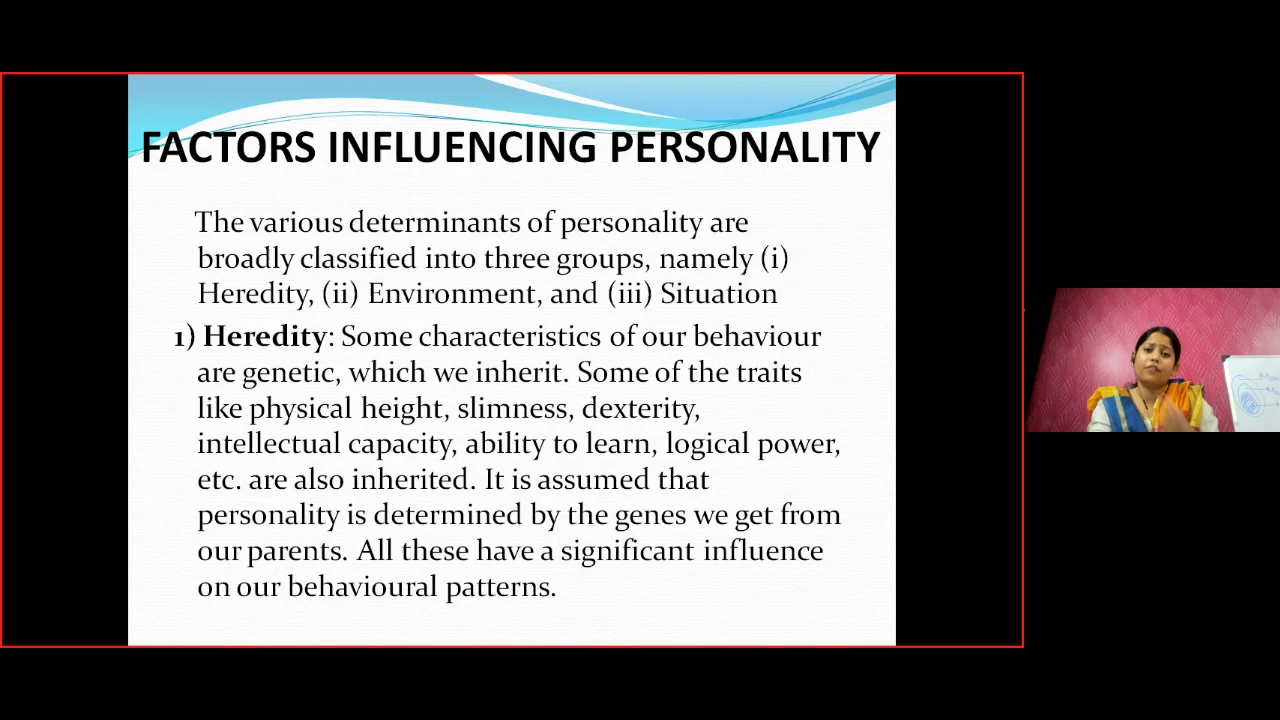 FACTORS INFLUENCING PERSONALITY
The various determinants of personality are
broadly classified into three groups, namely (i)
Heredity, (ii) Environment, and (iii) Situation
1) Heredity: Some characteristics of our behaviour
are genetic, which we inherit. Some of the traits
like physical height, slimness, dexterity,
intellectual capacity, ability to learn, logical power,
etc. are also inherited. It is assumed that
personality is determined by the genes we get from
our parents. All these have a significant influence
on our behavioural patterns.